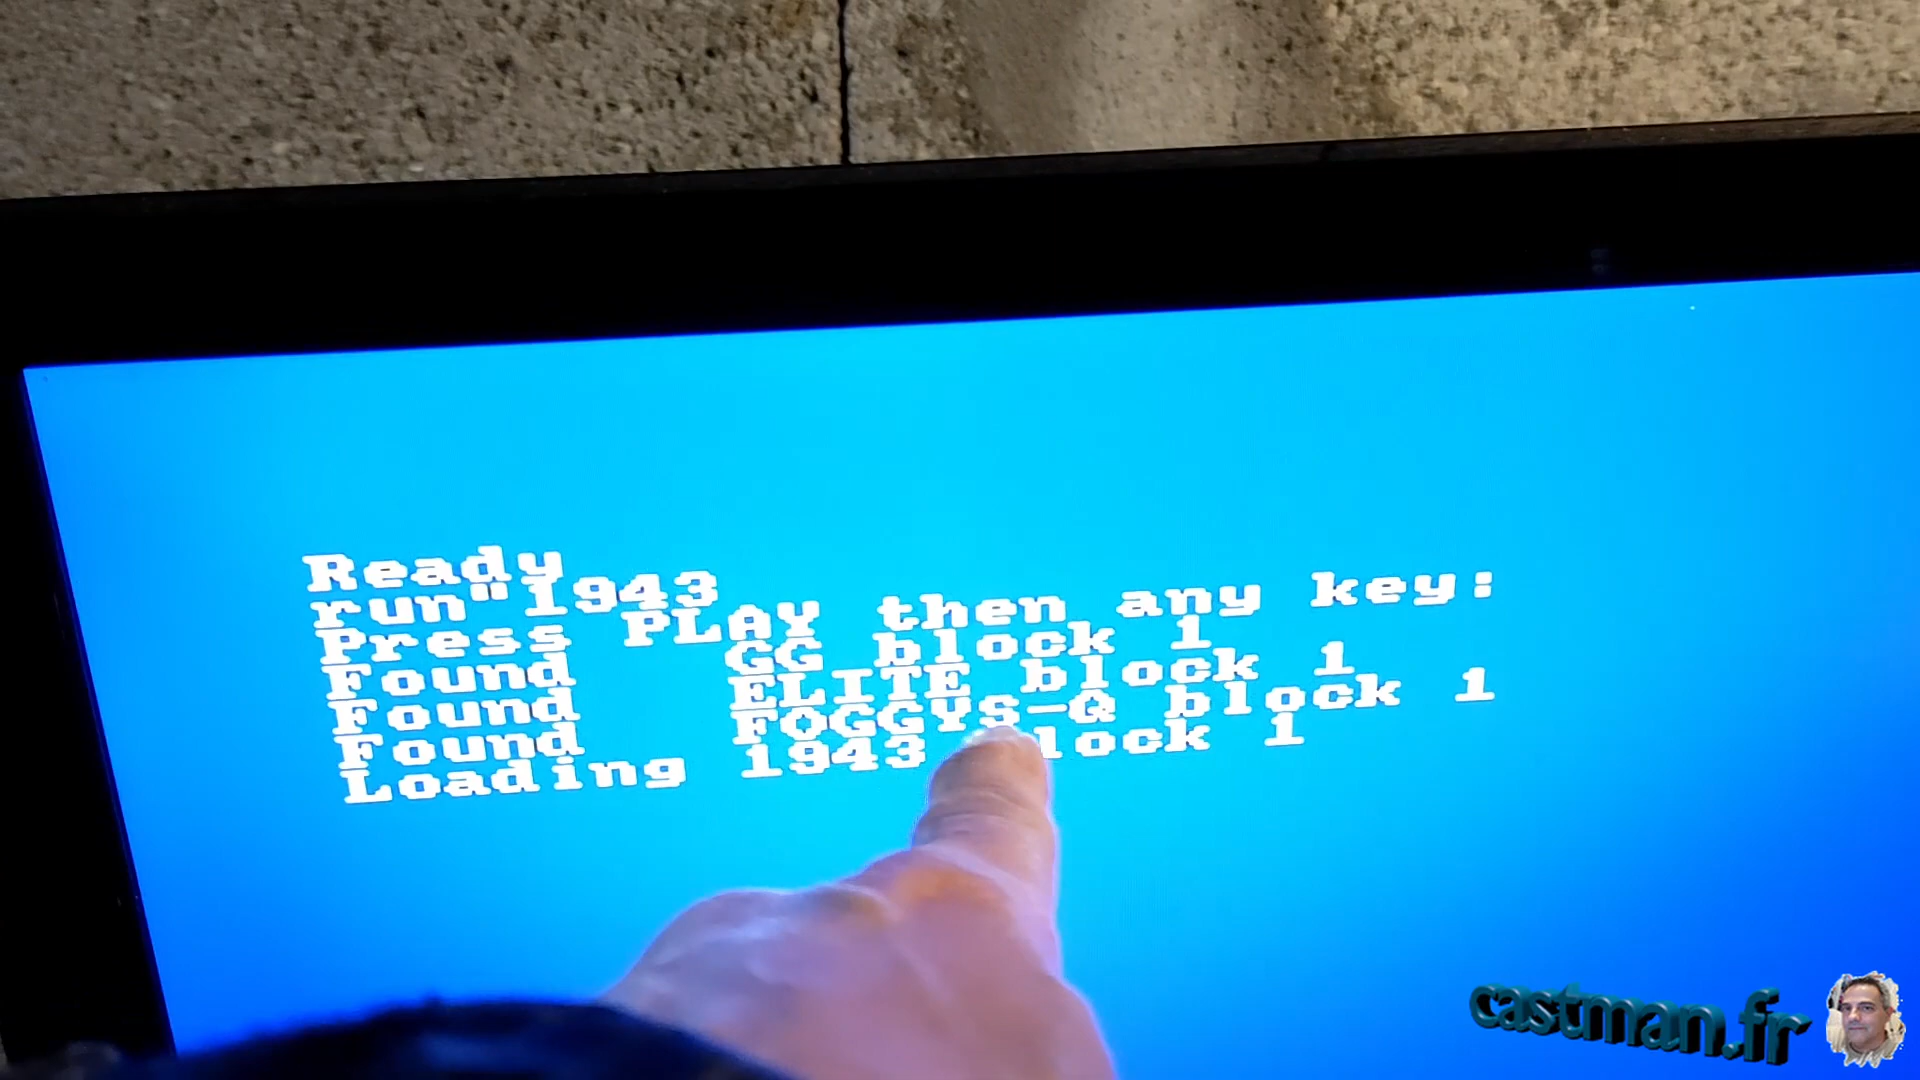 Ready
run"1943
Press PLAY then any key:
Found GG block 1
Found ELITE block 1
Found FOGGYS-Q block 1
Loading 1943 block 1
castman.fr